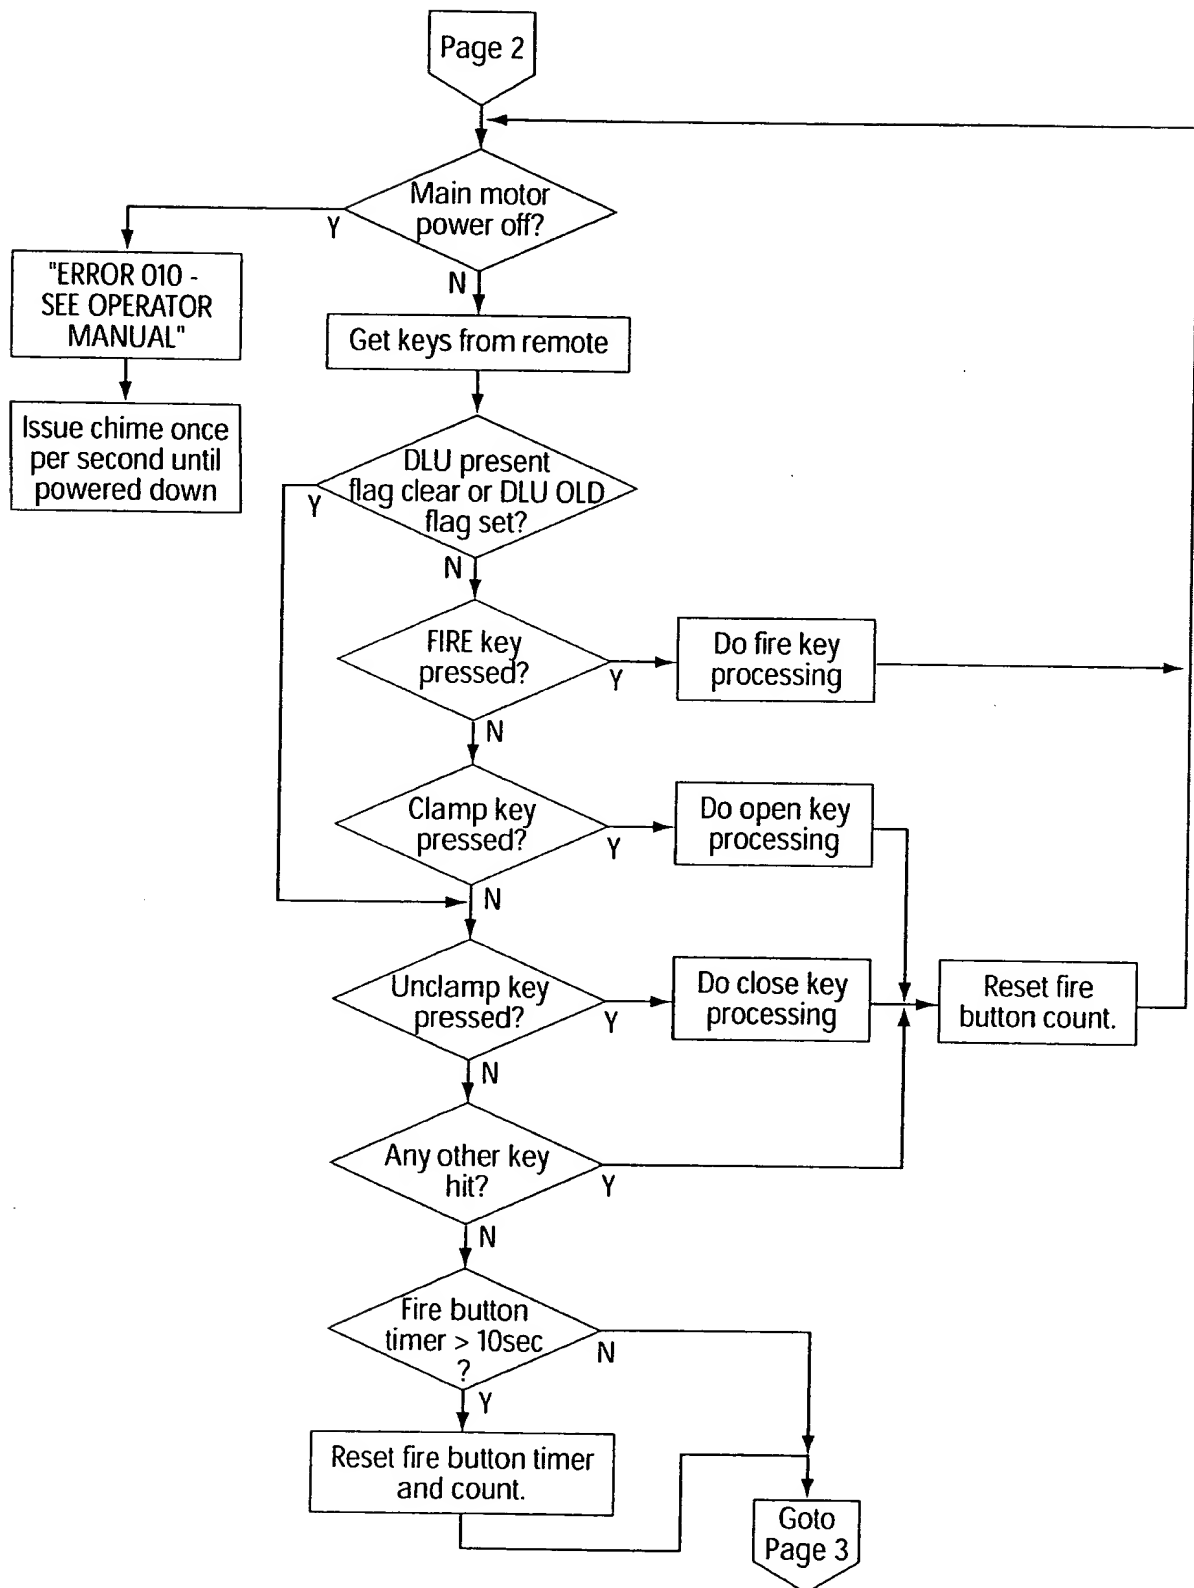 Page 2
Main motor
power off?
Y
N
"ERROR 010 -
SEE OPERATOR
MANUAL"
Issue chime once
per second until
powered down
Get keys from remote
DLU present
flag clear or DLU OLD
flag set?
Y
N
FIRE key
pressed?
Y
N
Do fire key
processing
Clamp key
pressed?
Y
N
Do open key
processing
Unclamp key
pressed?
Y
N
Do close key
processing
Reset fire
button count.
Any other key
hit?
Y
N
Fire button
timer > 10sec
?
N
Y
Reset fire button timer
and count.
Goto
Page 3